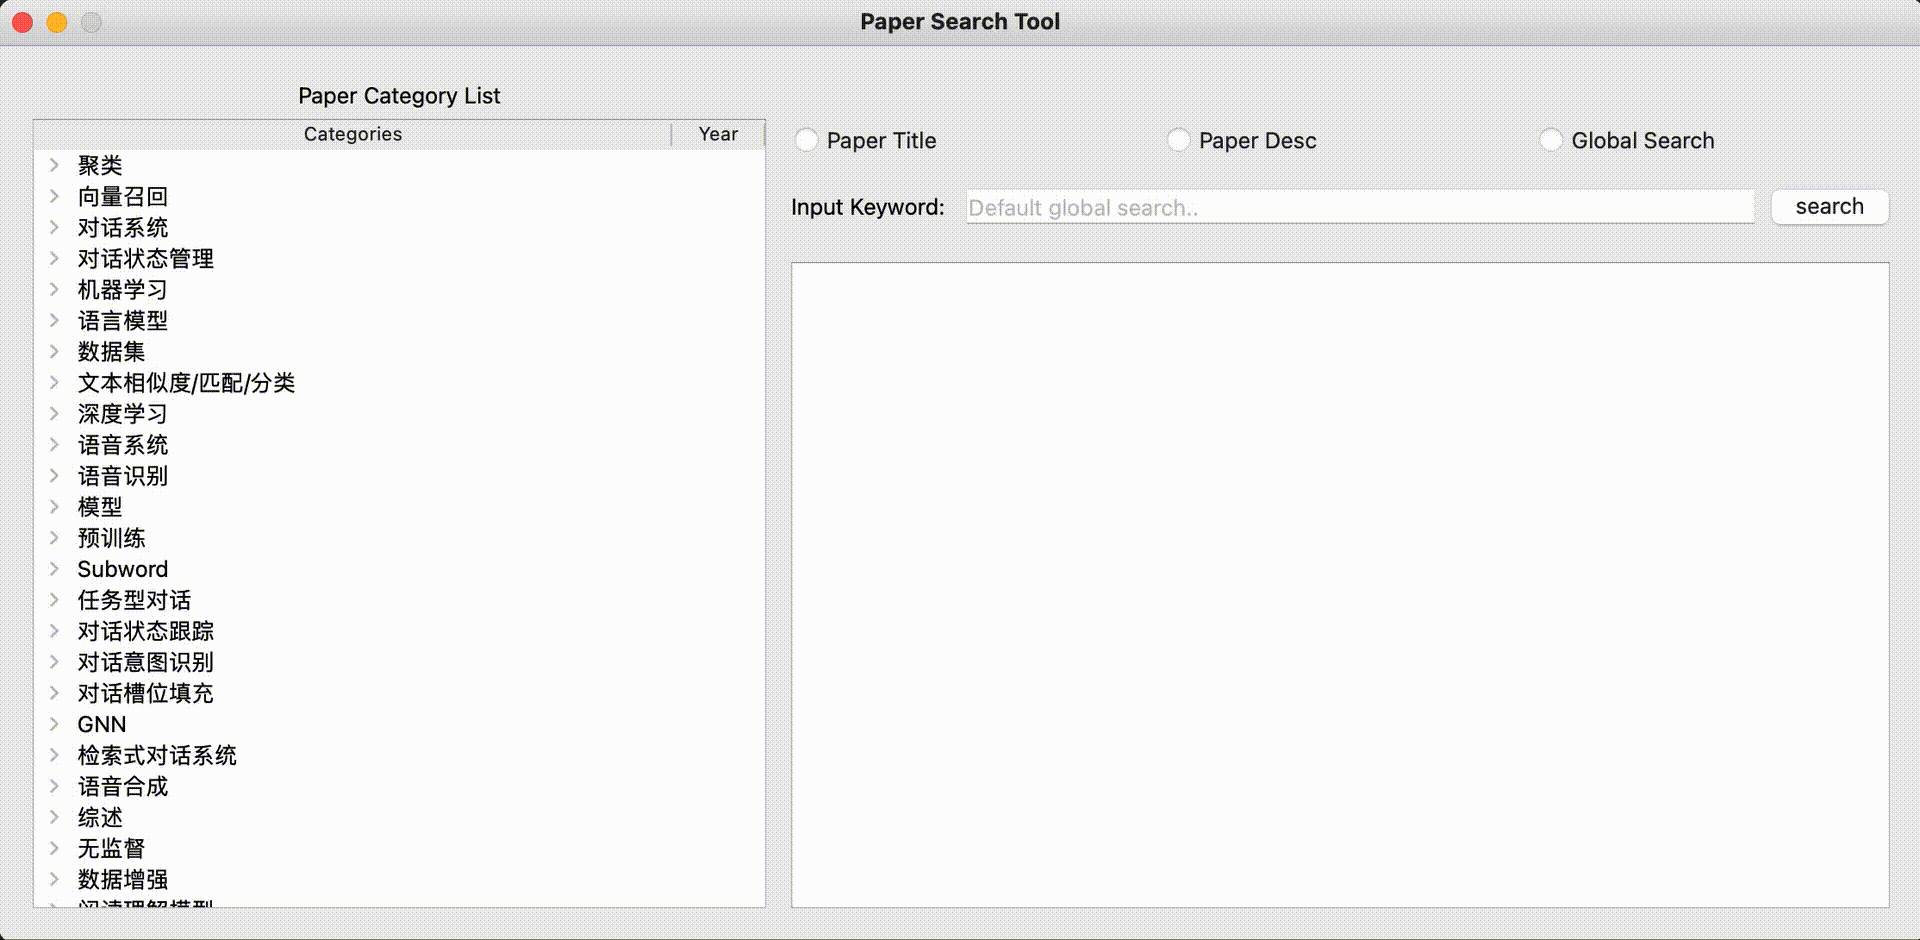 Paper Search Tool
Paper Category List
Categories Year
聚类
向量召回
对话系统
对话状态管理
机器学习
语言模型
数据集
文本相似度/匹配/分类
深度学习
语音系统
语音识别
模型
预训练
Subword
任务型对话
对话状态跟踪
对话意图识别
对话槽位填充
GNN
检索式对话系统
语音合成
综述
无监督
数据增强
阅读理解模型
Paper Title Paper Desc Global Search
Input Keyword: Default global search.. search